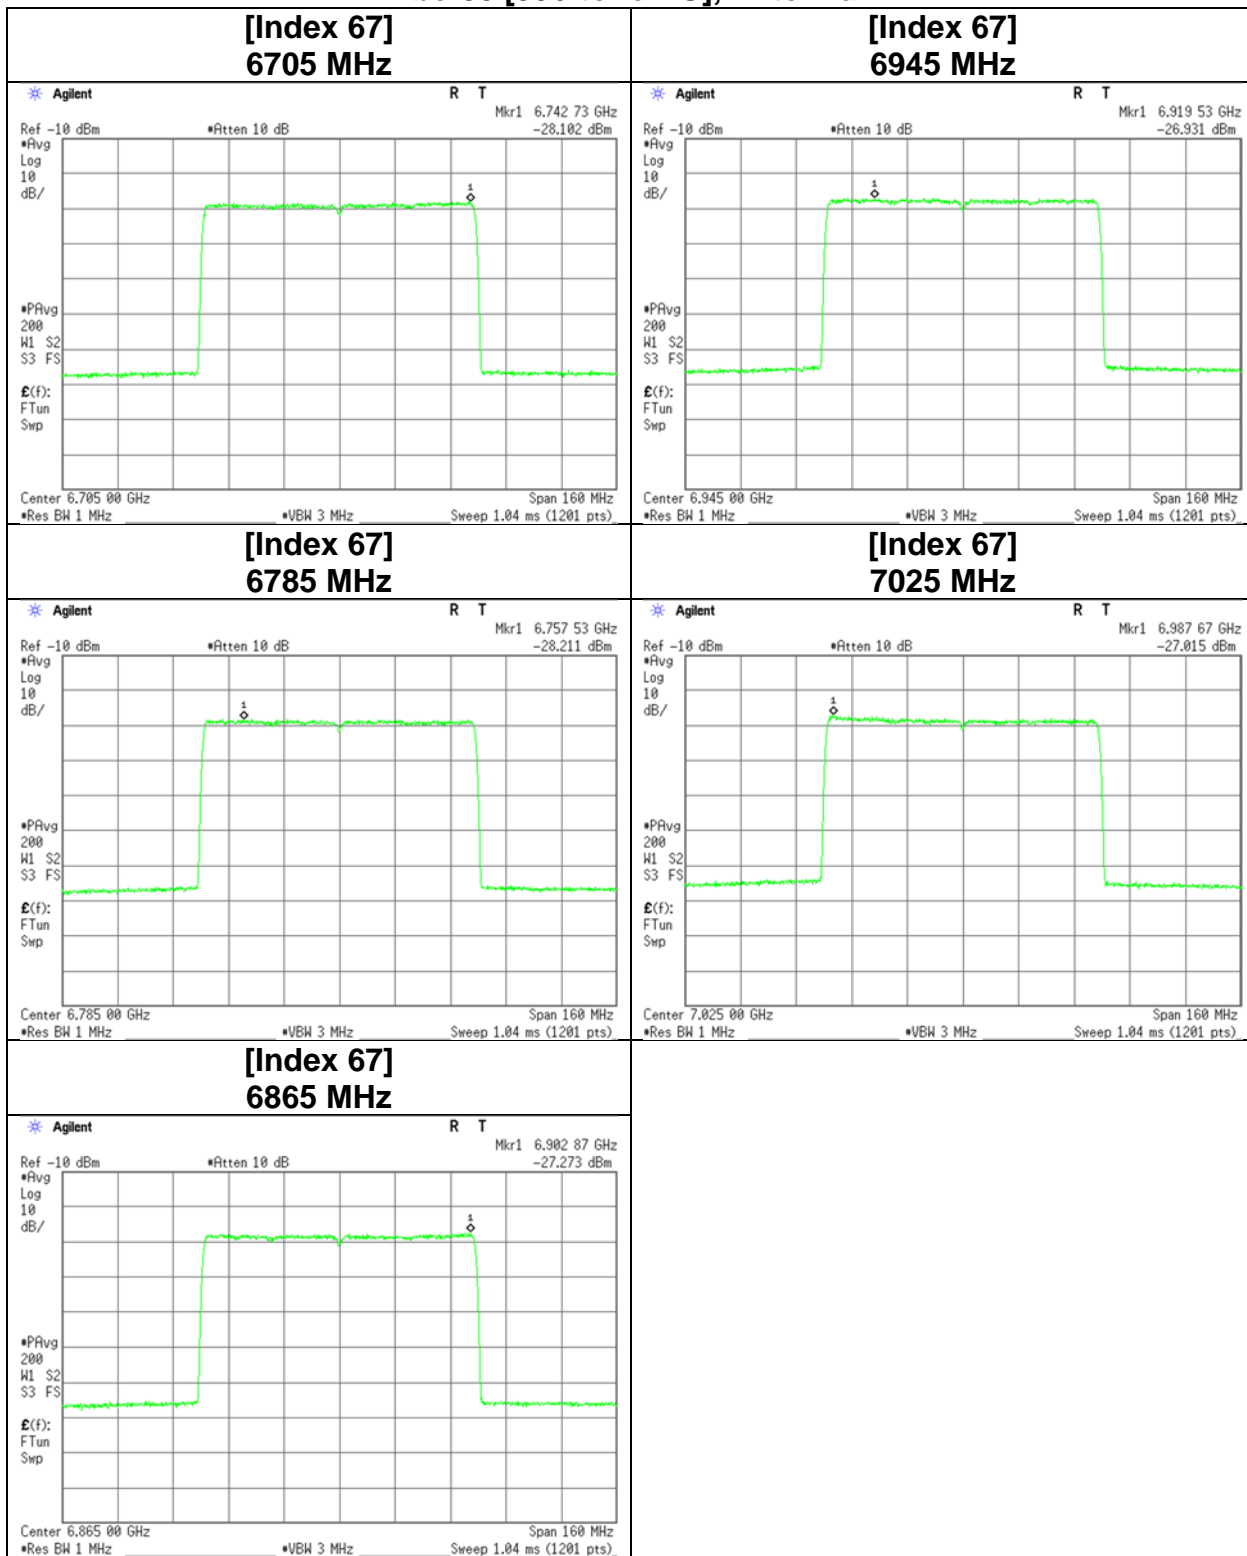 [Index 67]
6705 MHz
Agilent
R T
Mkr1 6.742 73 GHz
Ref -10 dBm
#Atten 10 dB
-28.102 dBm
#Avg
Log
10
dB/
1
#PAvg
200
W1 S2
S3 FS
£(f):
FTun
Swp
Center 6.705 00 GHz
Span 160 MHz
#Res BW 1 MHz
#VBW 3 MHz
Sweep 1.04 ms (1201 pts)
[Index 67]
6945 MHz
Agilent
R T
Mkr1 6.919 53 GHz
Ref -10 dBm
#Atten 10 dB
-26.931 dBm
#Avg
Log
10
dB/
1
#PAvg
200
W1 S2
S3 FS
£(f):
FTun
Swp
Center 6.945 00 GHz
Span 160 MHz
#Res BW 1 MHz
#VBW 3 MHz
Sweep 1.04 ms (1201 pts)
[Index 67]
6785 MHz
Agilent
R T
Mkr1 6.757 53 GHz
Ref -10 dBm
#Atten 10 dB
-28.211 dBm
#Avg
Log
10
dB/
1
#PAvg
200
W1 S2
S3 FS
£(f):
FTun
Swp
Center 6.785 00 GHz
Span 160 MHz
#Res BW 1 MHz
#VBW 3 MHz
Sweep 1.04 ms (1201 pts)
[Index 67]
7025 MHz
Agilent
R T
Mkr1 6.987 67 GHz
Ref -10 dBm
#Atten 10 dB
-27.015 dBm
#Avg
Log
10
dB/
1
#PAvg
200
W1 S2
S3 FS
£(f):
FTun
Swp
Center 7.025 00 GHz
Span 160 MHz
#Res BW 1 MHz
#VBW 3 MHz
Sweep 1.04 ms (1201 pts)
[Index 67]
6865 MHz
Agilent
R T
Mkr1 6.902 87 GHz
Ref -10 dBm
#Atten 10 dB
-27.273 dBm
#Avg
Log
10
dB/
1
#PAvg
200
W1 S2
S3 FS
£(f):
FTun
Swp
Center 6.865 00 GHz
Span 160 MHz
#Res BW 1 MHz
#VBW 3 MHz
Sweep 1.04 ms (1201 pts)